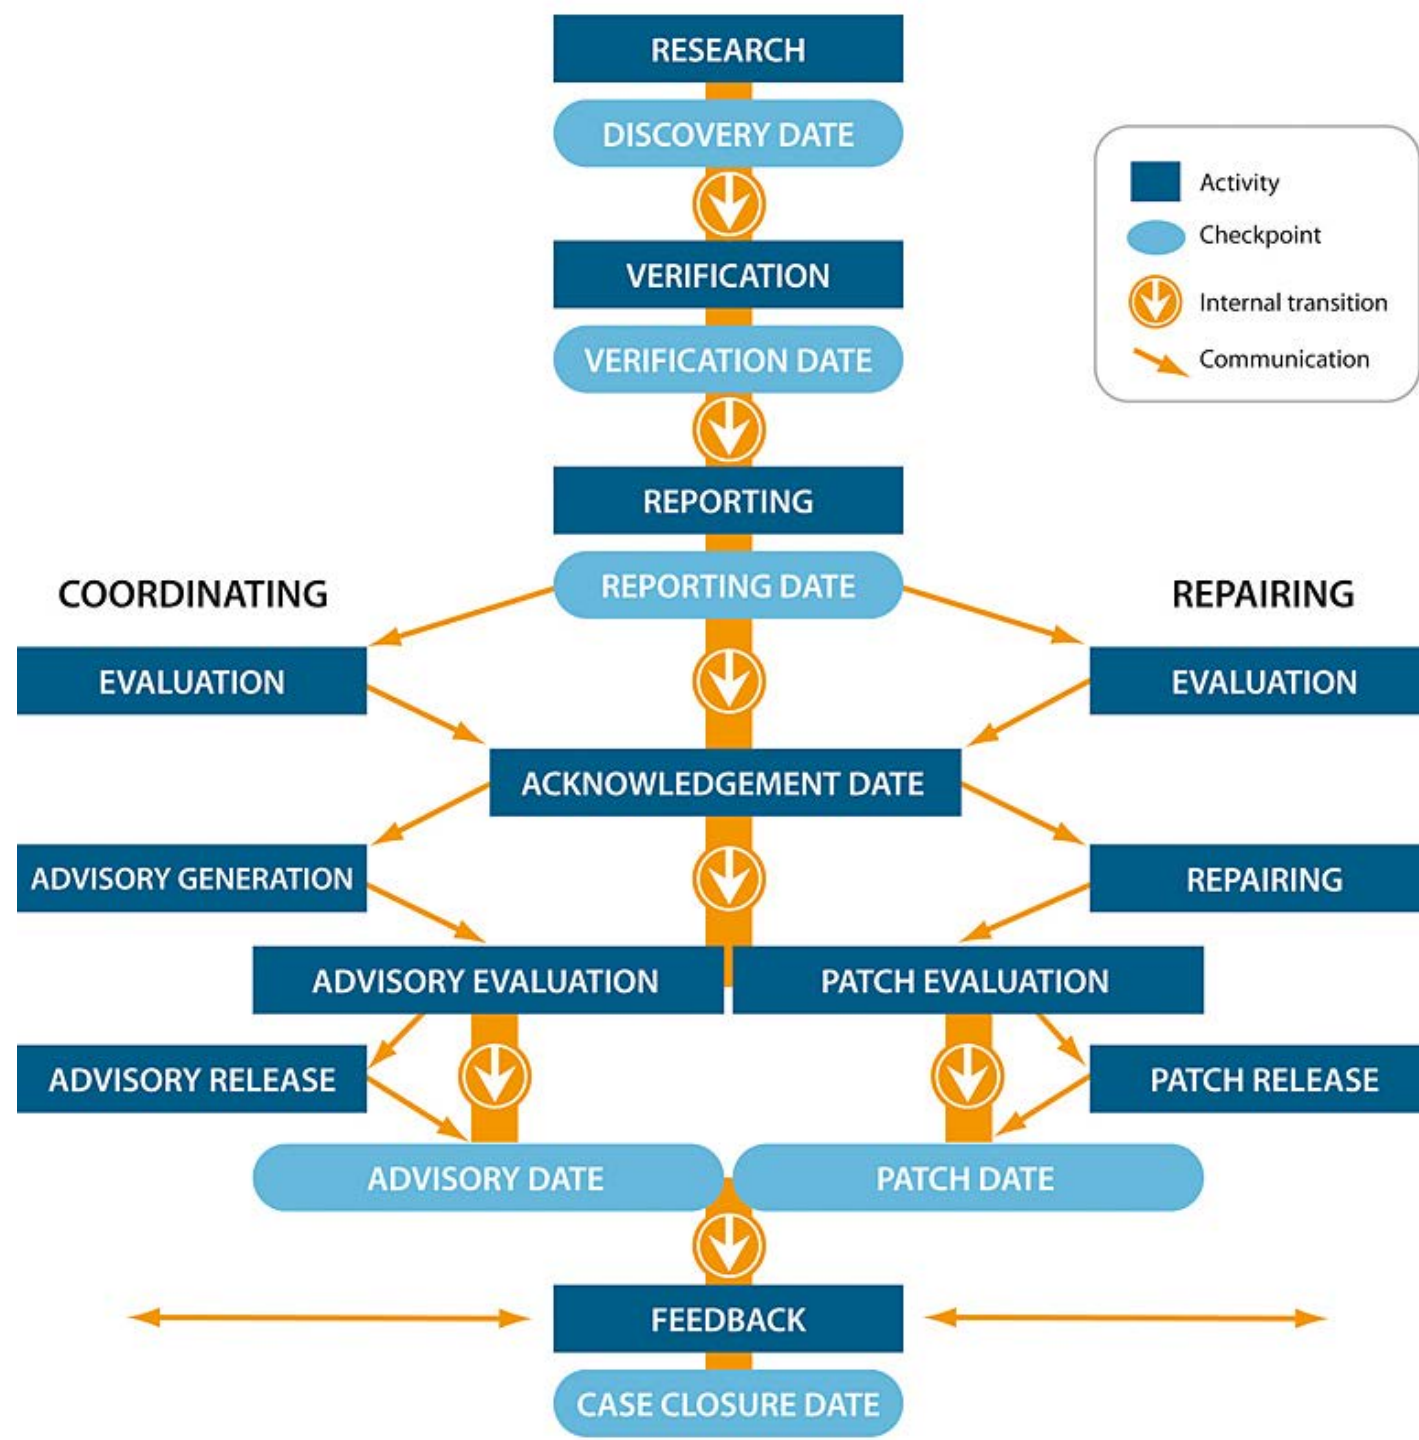 RESEARCH
DISCOVERY DATE
Activity
Checkpoint
Internal transition
Communication
VERIFICATION
VERIFICATION DATE
REPORTING
REPORTING DATE
COORDINATING
REPAIRING
EVALUATION
EVALUATION
ACKNOWLEDGEMENT DATE
ADVISORY GENERATION
REPAIRING
ADVISORY EVALUATION
PATCH EVALUATION
ADVISORY RELEASE
PATCH RELEASE
ADVISORY DATE
PATCH DATE
FEEDBACK
CASE CLOSURE DATE